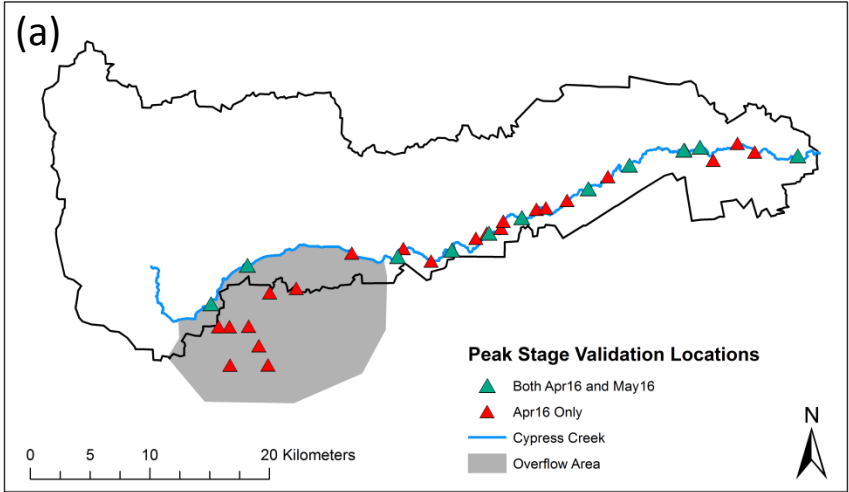 (a)
Peak Stage Validation Locations
Both Apr16 and May16
Apr16 Only
Cypress Creek
Overflow Area
0 5 10 20 Kilometers
N